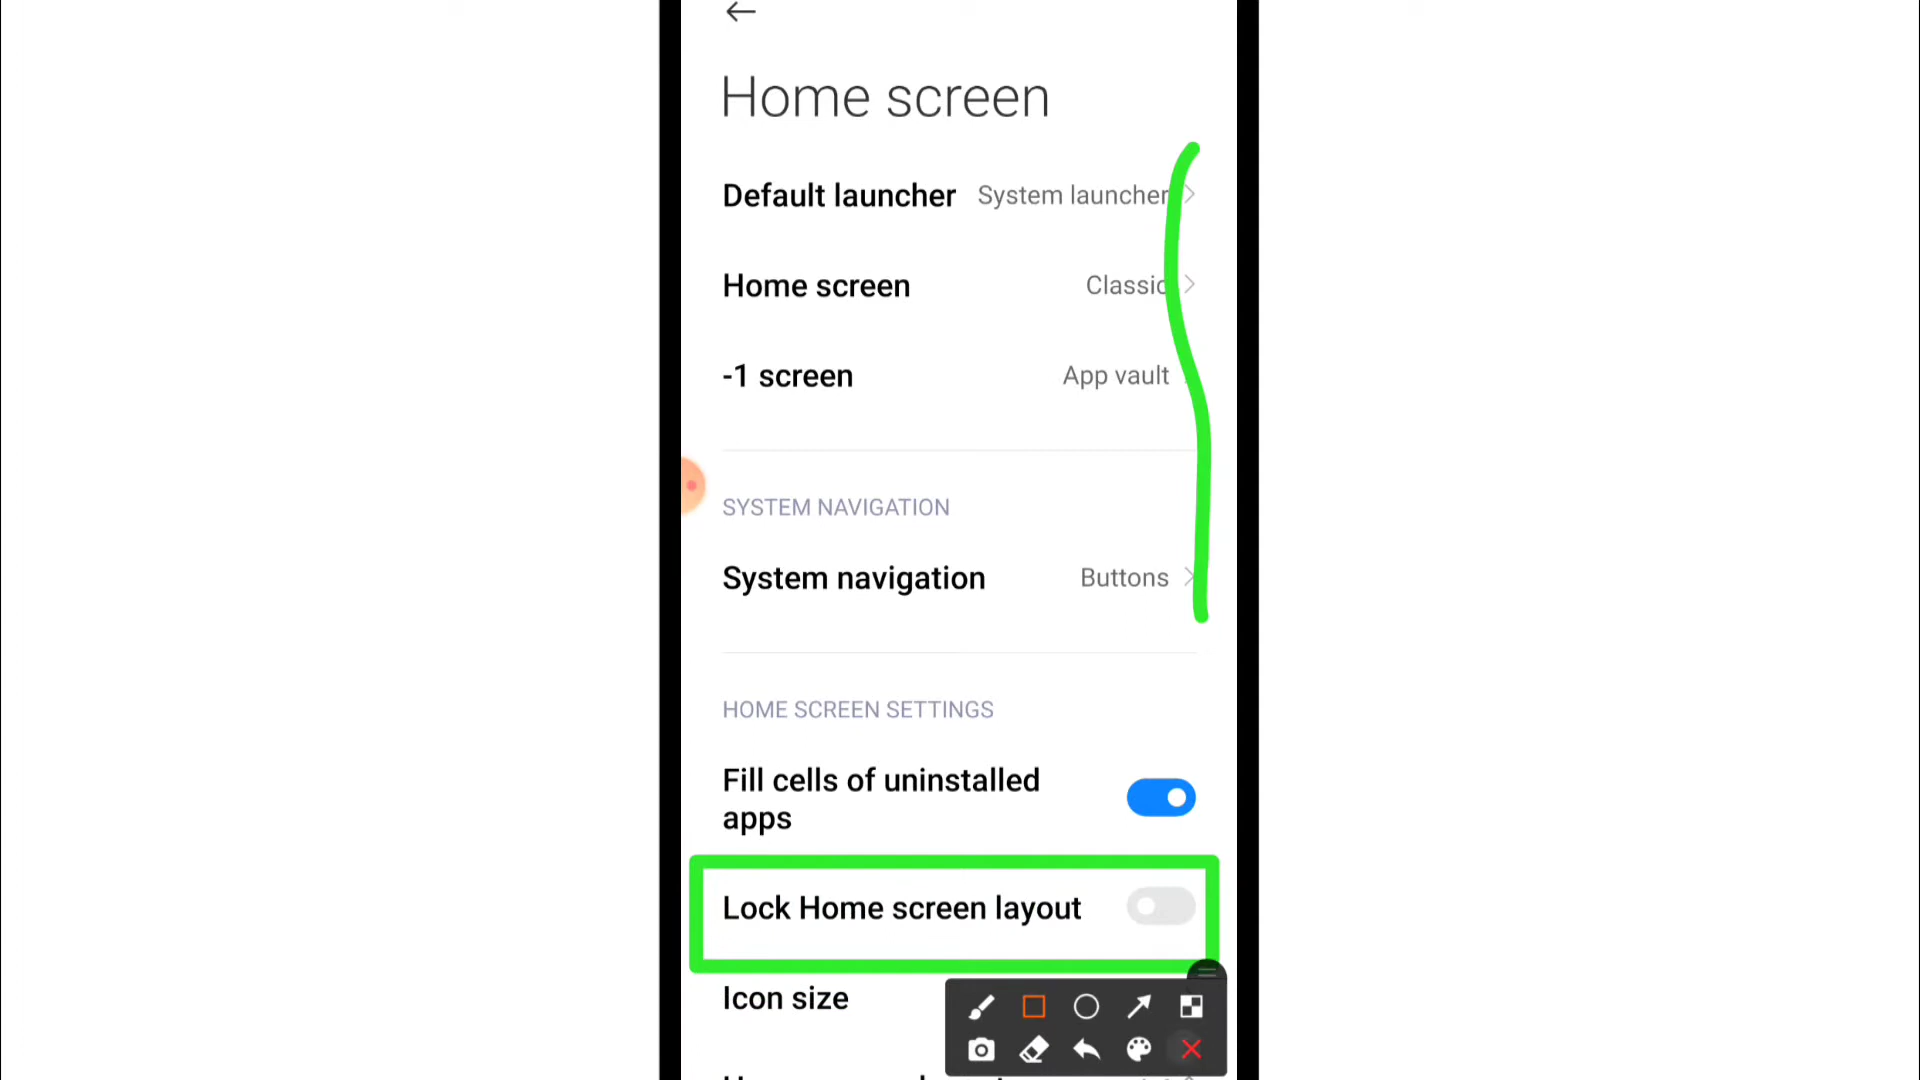 Home screen
Default launcher System launcher
Home screen Classic
-1 screen App vault
SYSTEM NAVIGATION
System navigation Buttons
HOME SCREEN SETTINGS
Fill cells of uninstalled
apps
Lock Home screen layout
Icon size